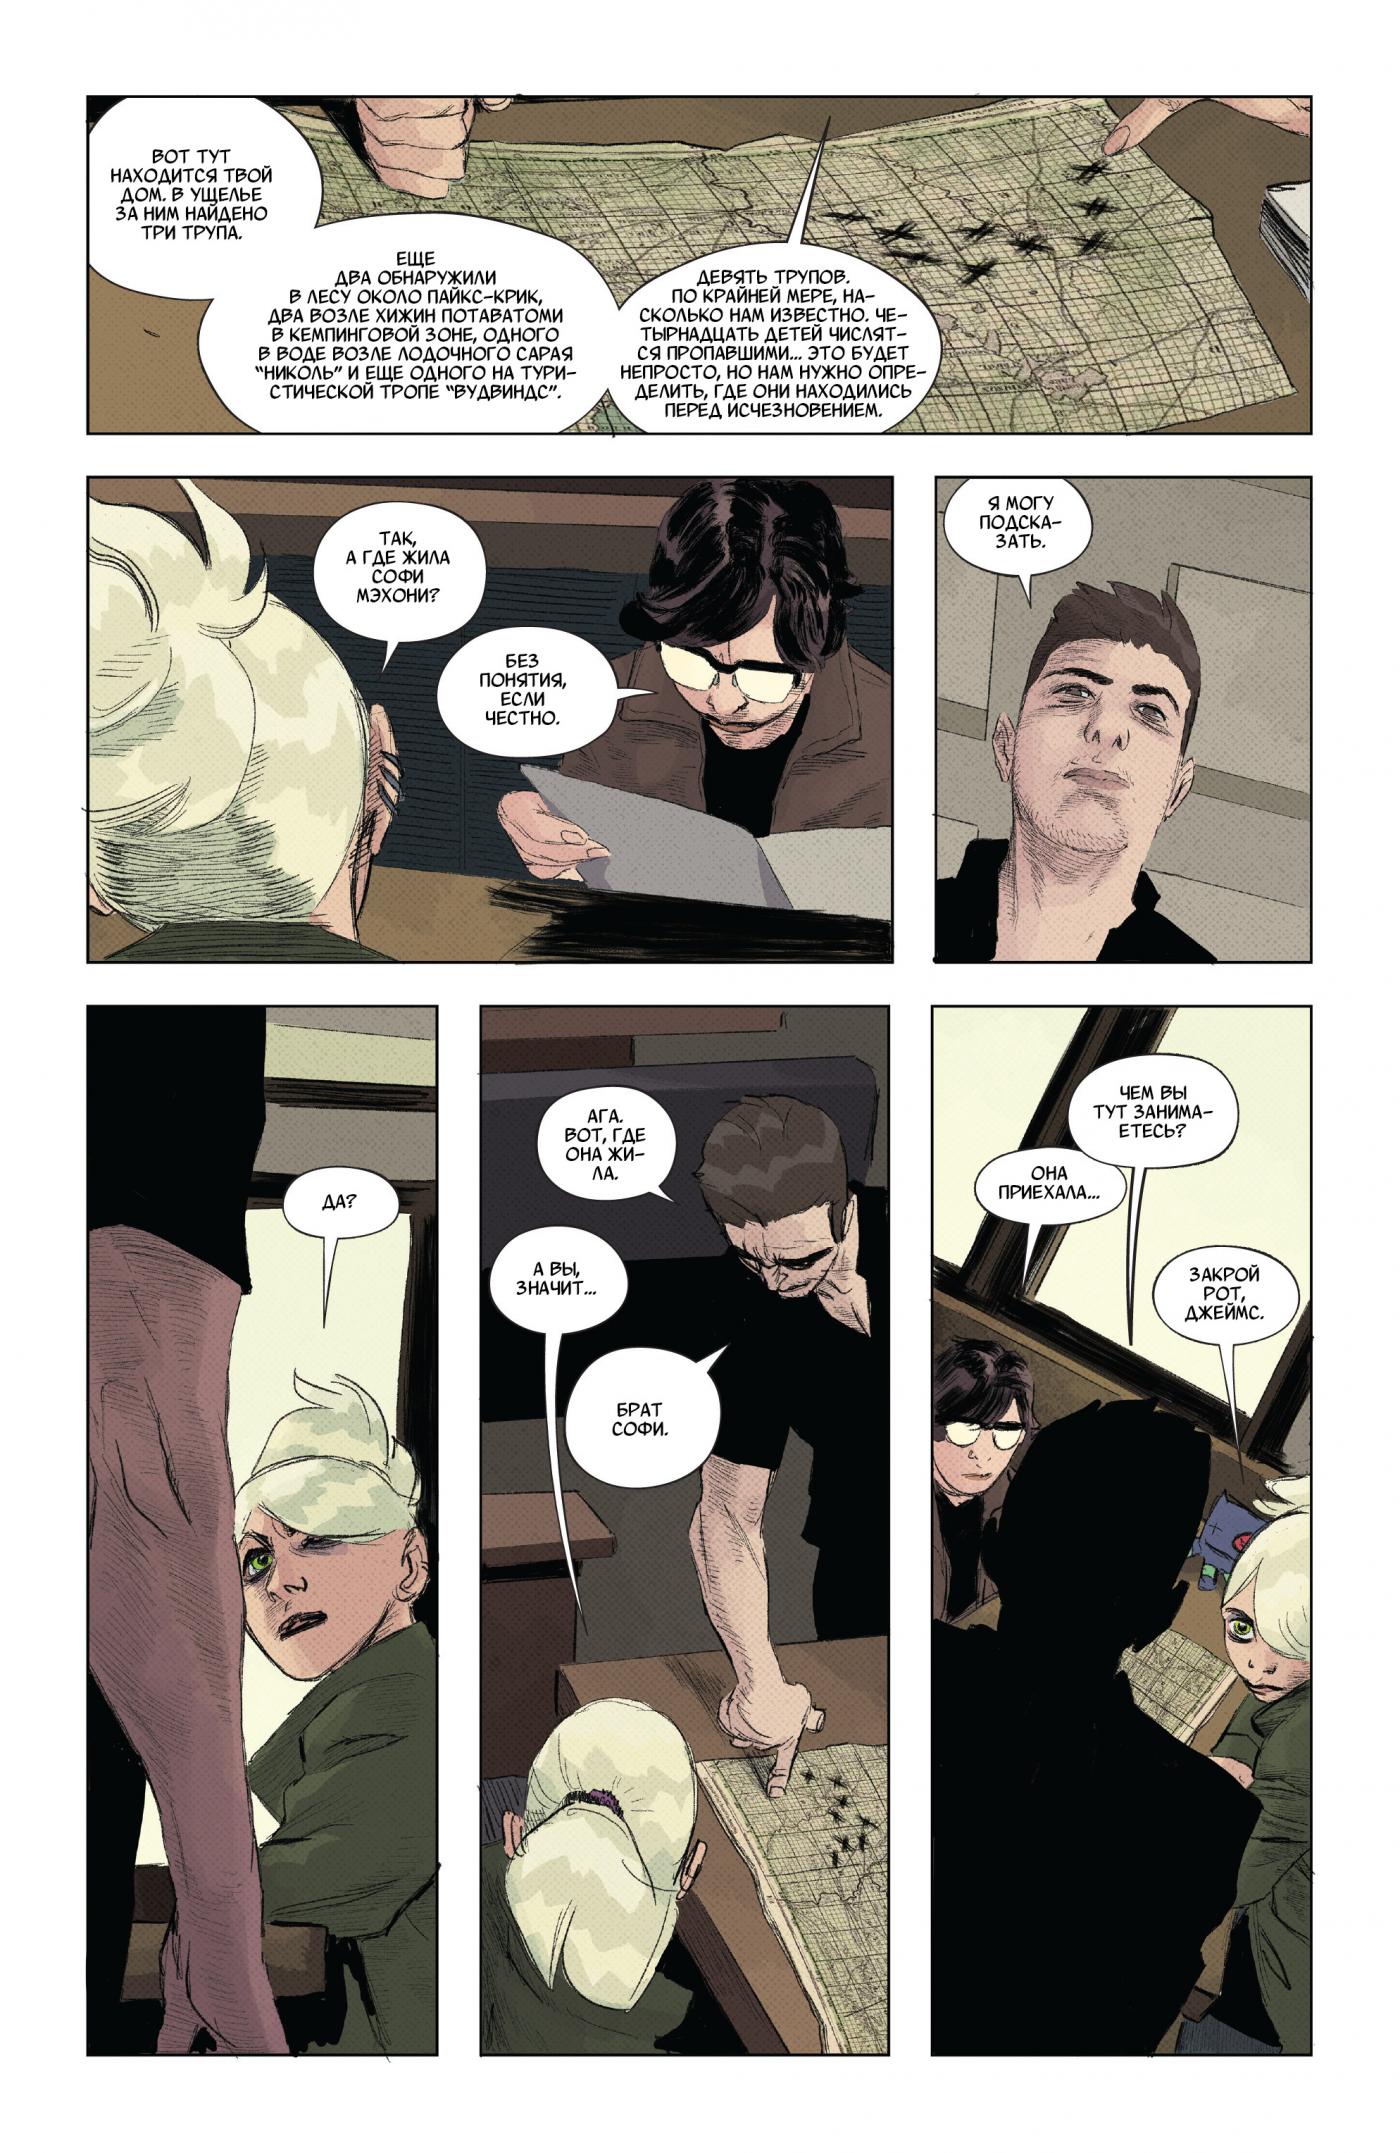 ВОТ ТУТ
НАХОДИТСЯ ТВОЙ
ДОМ. В УЩЕЛЬЕ
ЗА НИМ НАЙДЕНО
ТРИ ТРУПА.
ЕЩЕ
ДВА ОБНАРУЖИЛИ
В ЛЕСУ ОКОЛО ПАЙКС-КРИК,
ДВА ВОЗЛЕ ХИЖИН ПОТАВАТОМИ
В КЕМПИНГОВОЙ ЗОНЕ, ОДНОГО
В ВОДЕ ВОЗЛЕ ЛОДОЧНОГО САРАЯ
"НИКОЛЬ" И ЕЩЕ ОДНОГО НА ТУРИ-
СТИЧЕСКОЙ ТРОПЕ "ВУДВИНДС".
ДЕВЯТЬ ТРУПОВ.
ПО КРАЙНЕЙ МЕРЕ, НА-
СКОЛЬКО НАМ ИЗВЕСТНО. ЧЕ-
ТЫРНАДЦАТЬ ДЕТЕЙ ЧИСЛЯТ-
СЯ ПРОПАВШИМИ... ЭТО БУДЕТ
НЕПРОСТО, НО НАМ НУЖНО ОПРЕ-
ДЕЛИТЬ, ГДЕ ОНИ НАХОДИЛИСЬ
ПЕРЕД ИСЧЕЗНОВЕНИЕМ.
ТАК,
А ГДЕ ЖИЛА
СОФИ
МЭХОНИ?
БЕЗ
ПОНЯТИЯ,
ЕСЛИ
ЧЕСТНО.
Я МОГУ
ПОДСКА-
ЗАТЬ.
ДА?
АГА.
ВОТ, ГДЕ
ОНА ЖИ-
ЛА.
А ВЫ,
ЗНАЧИТ...
БРАТ
СОФИ.
ЧЕМ ВЫ
ТУТ ЗАНИМА-
ЕТЕСЬ?
ОНА
ПРИЕХАЛА...
ЗАКРОЙ
РОТ,
ДЖЕЙМС.